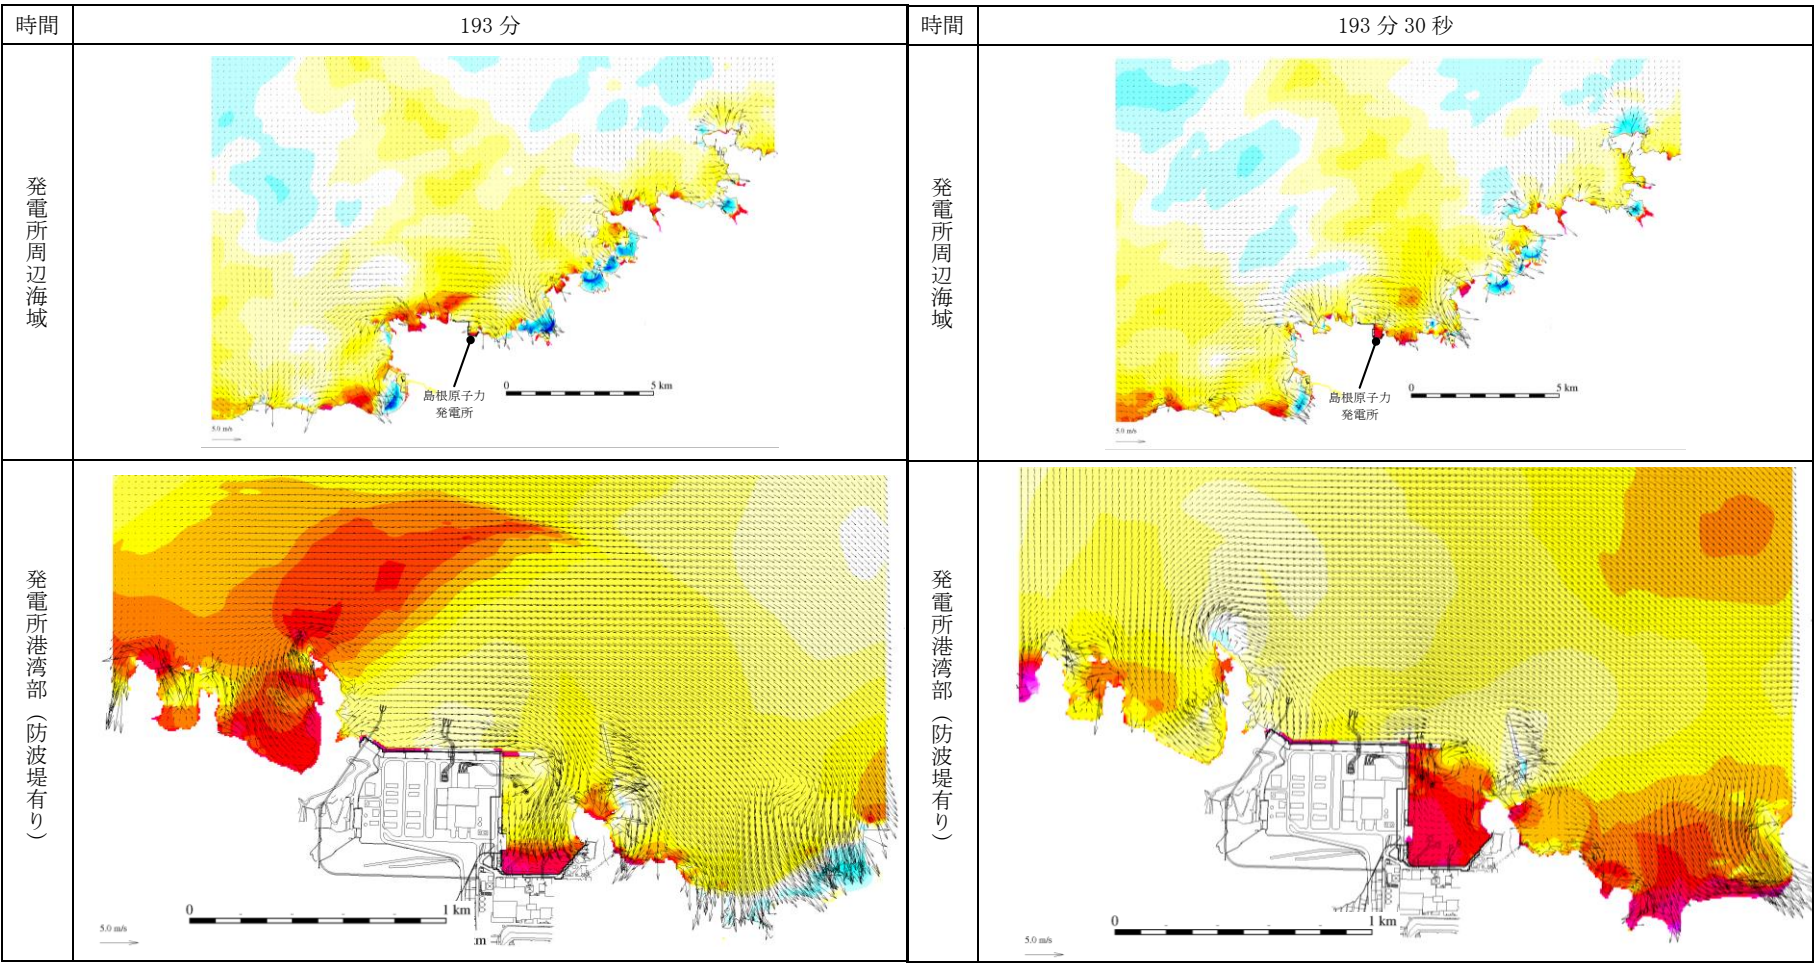 時間
193 分
時間
193 分 30 秒
発電所周辺海域
島根原子力
発電所
0
5 km
5.0 m/s
発電所周辺海域
島根原子力
発電所
0
5 km
5.0 m/s
発電所港湾部（防波堤有り）
0
1 km
m
5.0 m/s
発電所港湾部（防波堤有り）
0
1 km
5.0 m/s